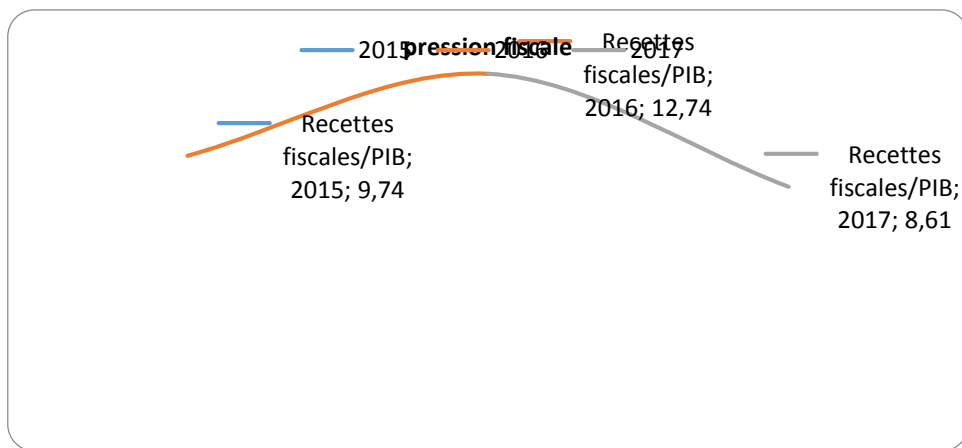 pression fiscale
2015 2016 2017
Recettes
fiscales/PIB;
2015; 9,74
Recettes
fiscales/PIB;
2016; 12,74
Recettes
fiscales/PIB;
2017; 8,61